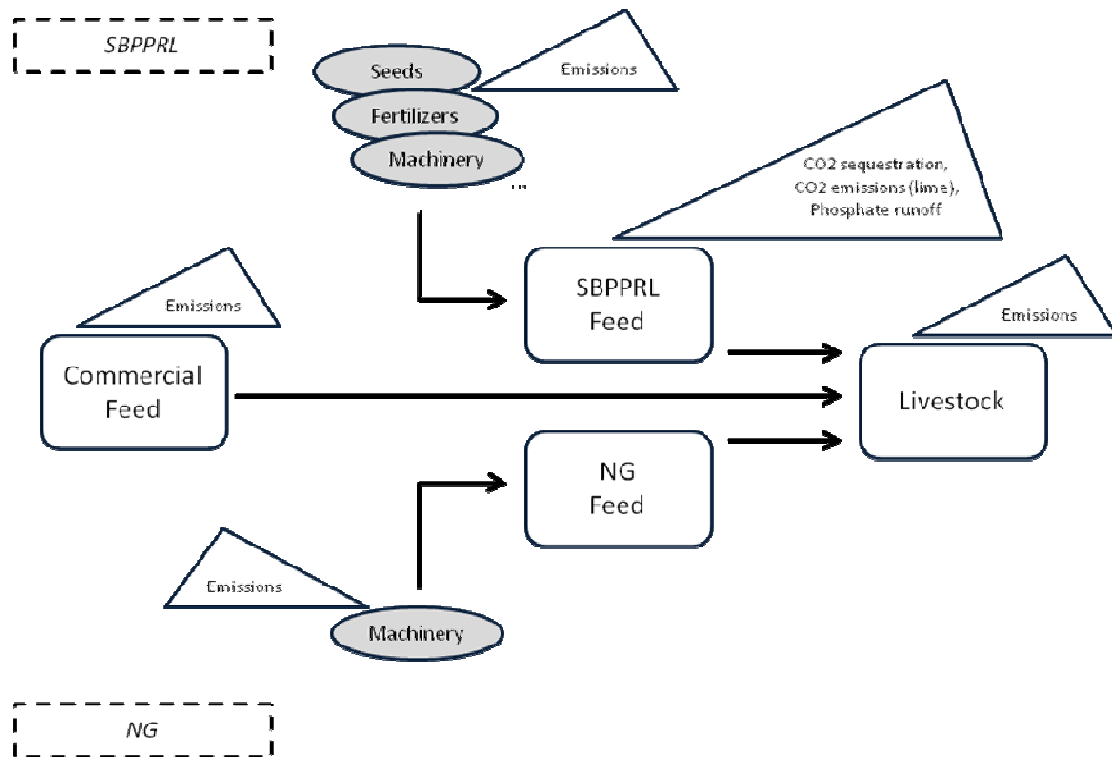 SBPPRL
Seeds
Emissions
Fertilizers
Machinery
...
CO2 sequestration,
CO2 emissions (lime),
Phosphate runoff
Emissions
SBPPRL
Feed
Emissions
Commercial
Feed
Livestock
NG
Feed
Emissions
Machinery
NG